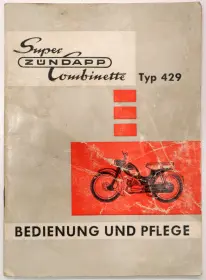 Super
ZÜNDAPP
Combinette Typ 429
BEDIENUNG UND PFLEGE